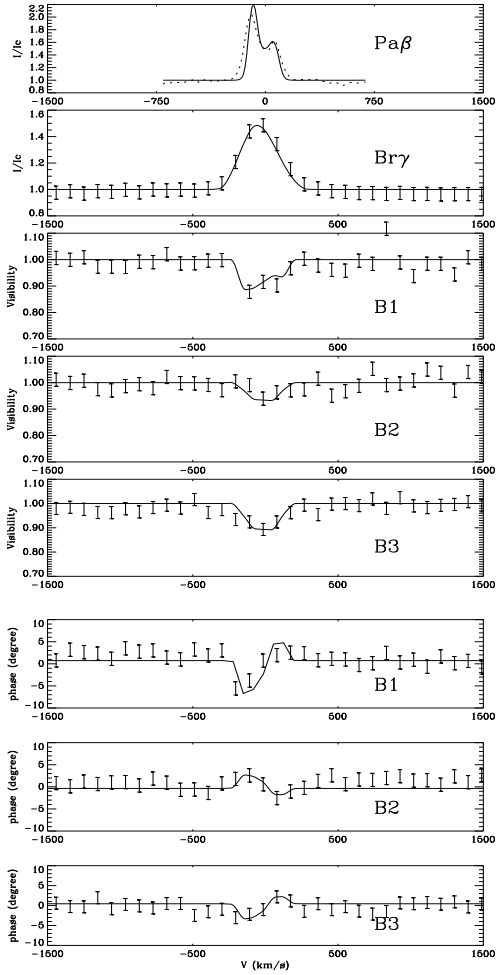 2.2
2.0
1.8
1.6
1.4
1.2
1.0
0.8
I/Ic
Paβ
-1500 -750 0 750 1500
1.6
1.4
1.2
1.0
0.8
I/Ic
Brγ
-1500 -500 500 1500
1.10
1.00
0.90
0.80
0.70
Visibility
B1
-1500 -500 500 1500
1.10
1.00
0.90
0.80
0.70
Visibility
B2
-1500 -500 500 1500
1.10
1.00
0.90
0.80
0.70
Visibility
B3
-1500 -500 500 1500
10
5
0
-5
-10
phase (degree)
B1
-1500 -500 500 1500
10
5
0
-5
-10
phase (degree)
B2
-1500 -500 500 1500
10
5
0
-5
-10
phase (degree)
B3
-1500 -500 500 1500
V (km/s)